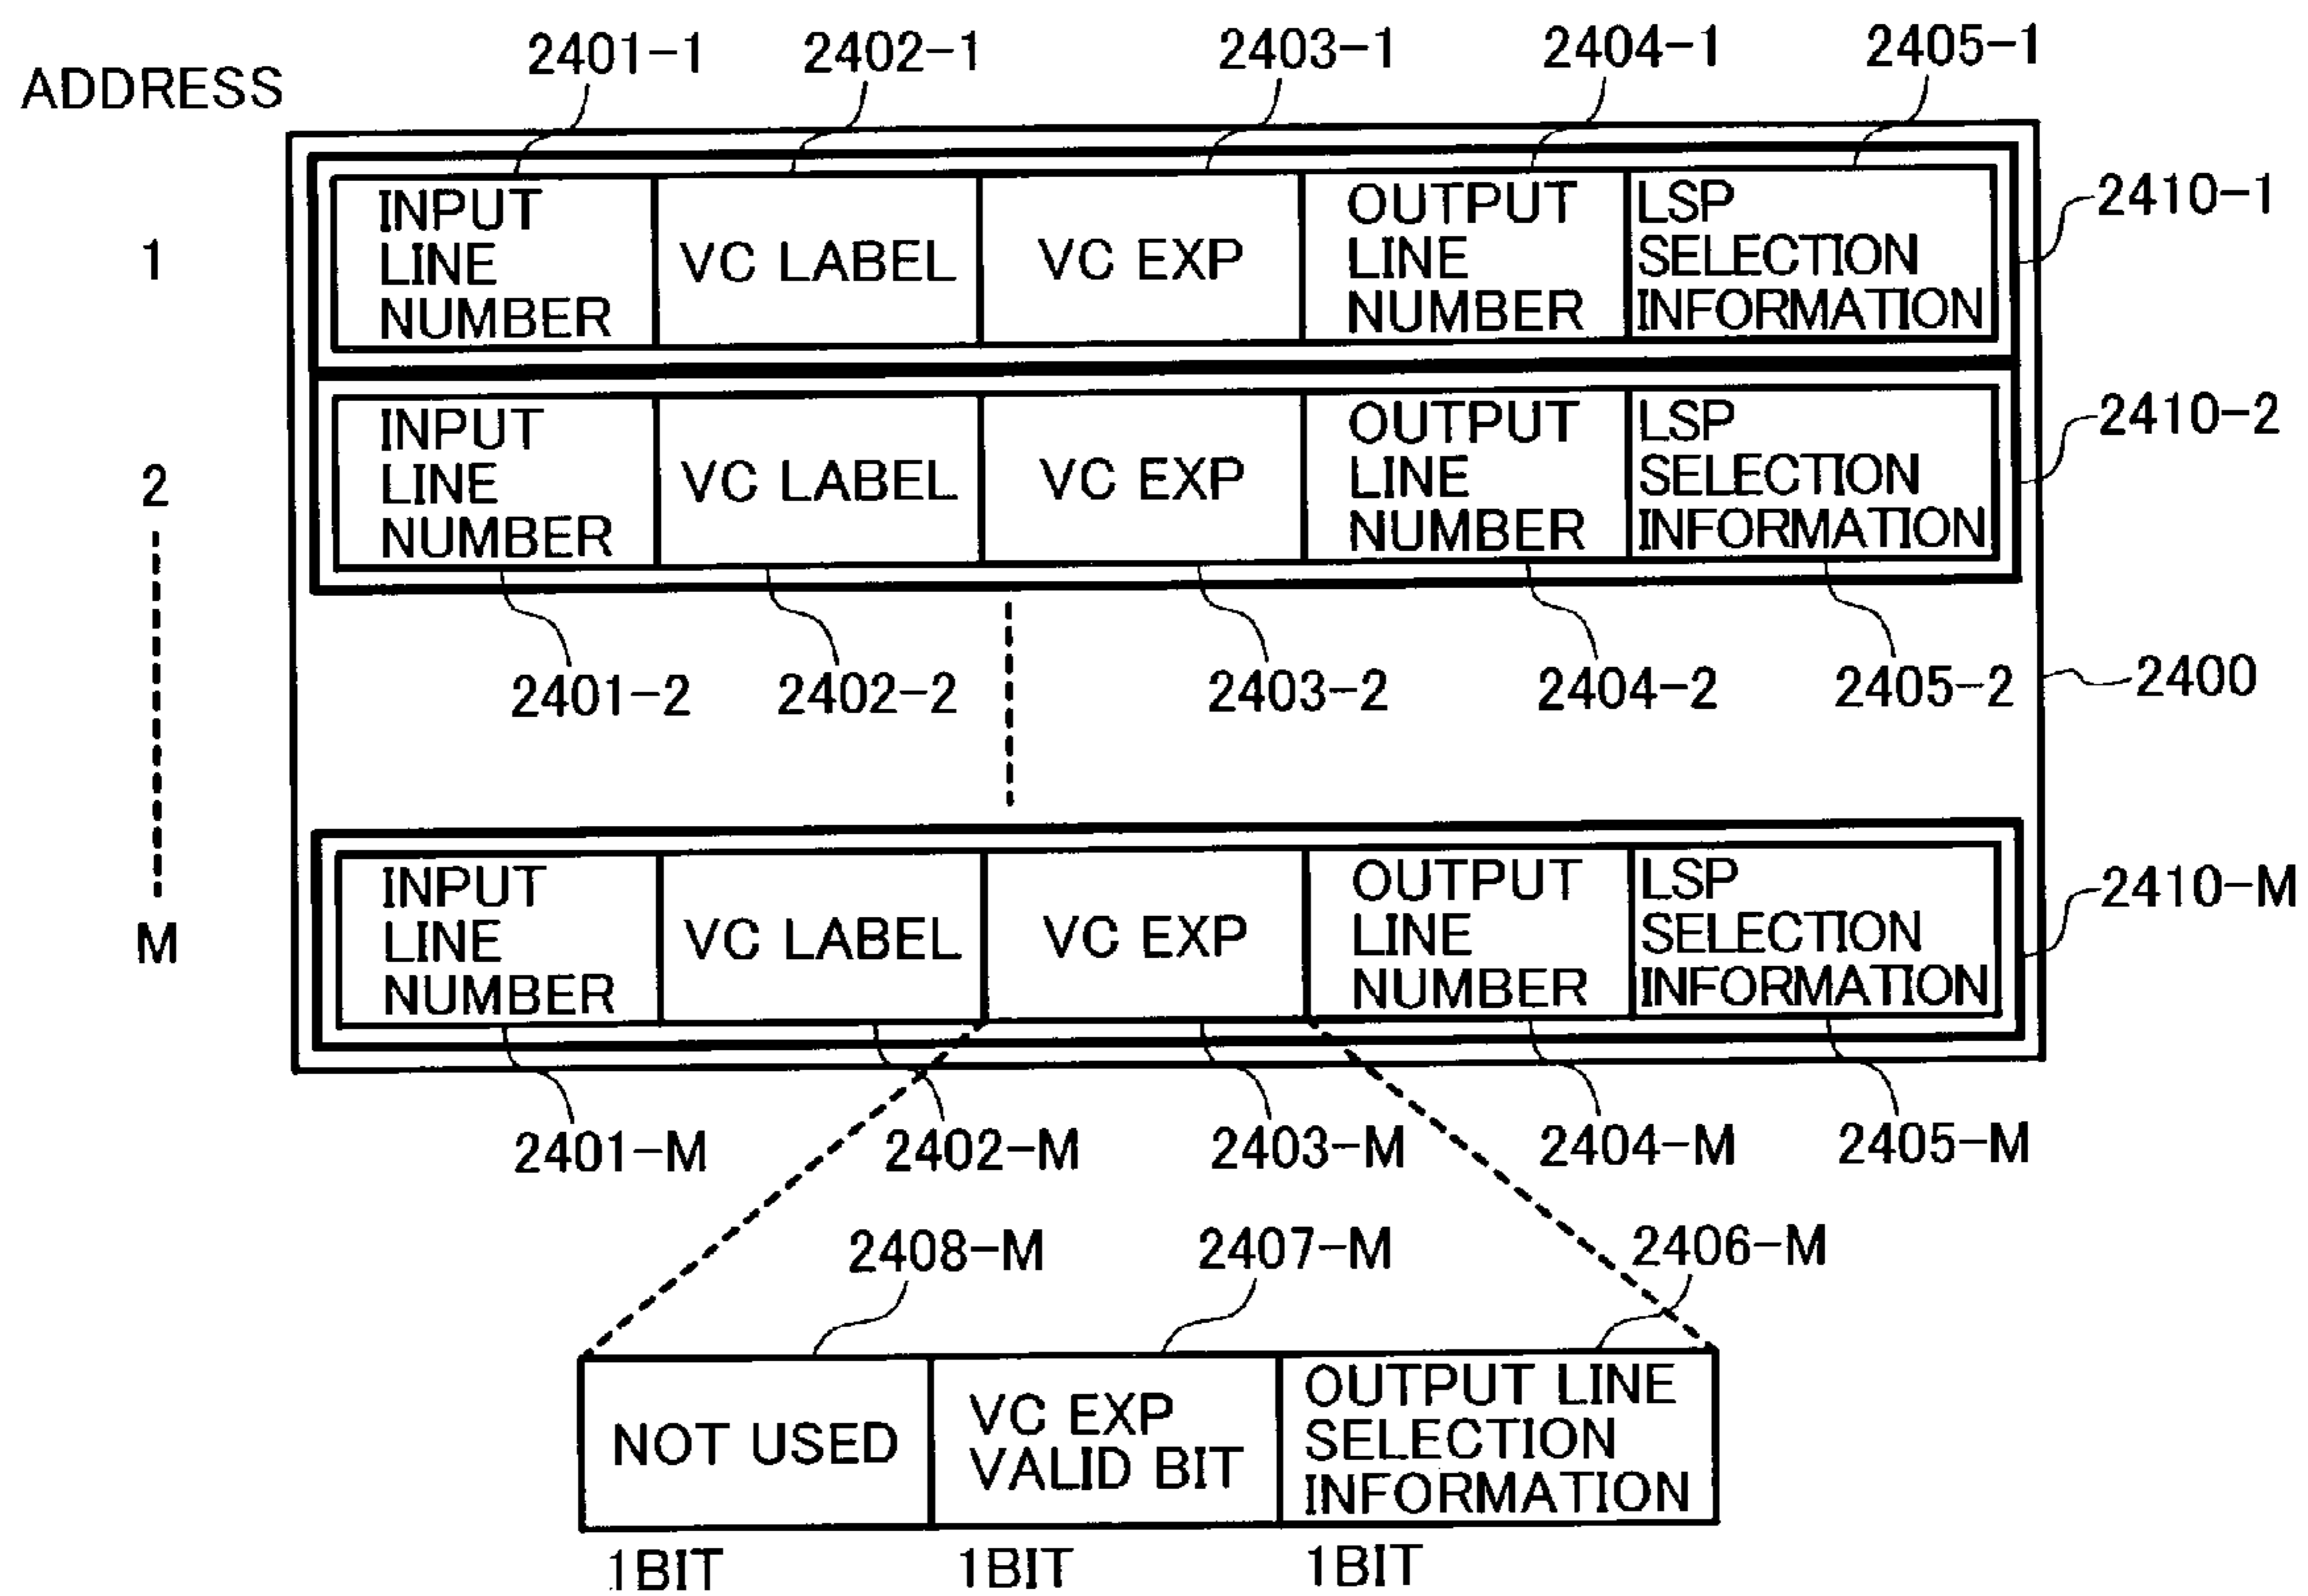 2401-1 2402-1 2403-1 2404-1 2405-1
ADDRESS
1
INPUT
LINE
NUMBER
VC LABEL
VC EXP
OUTPUT
LINE
NUMBER
LSP
SELECTION
INFORMATION
2410-1
2
INPUT
LINE
NUMBER
VC LABEL
VC EXP
OUTPUT
LINE
NUMBER
LSP
SELECTION
INFORMATION
2410-2
2401-2 2402-2 2403-2 2404-2 2405-2
2400
M
INPUT
LINE
NUMBER
VC LABEL
VC EXP
OUTPUT
LINE
NUMBER
LSP
SELECTION
INFORMATION
2410-M
2401-M 2402-M 2403-M 2404-M 2405-M
2408-M 2407-M 2406-M
NOT USED
VC EXP
VALID BIT
OUTPUT LINE
SELECTION
INFORMATION
1BIT 1BIT 1BIT